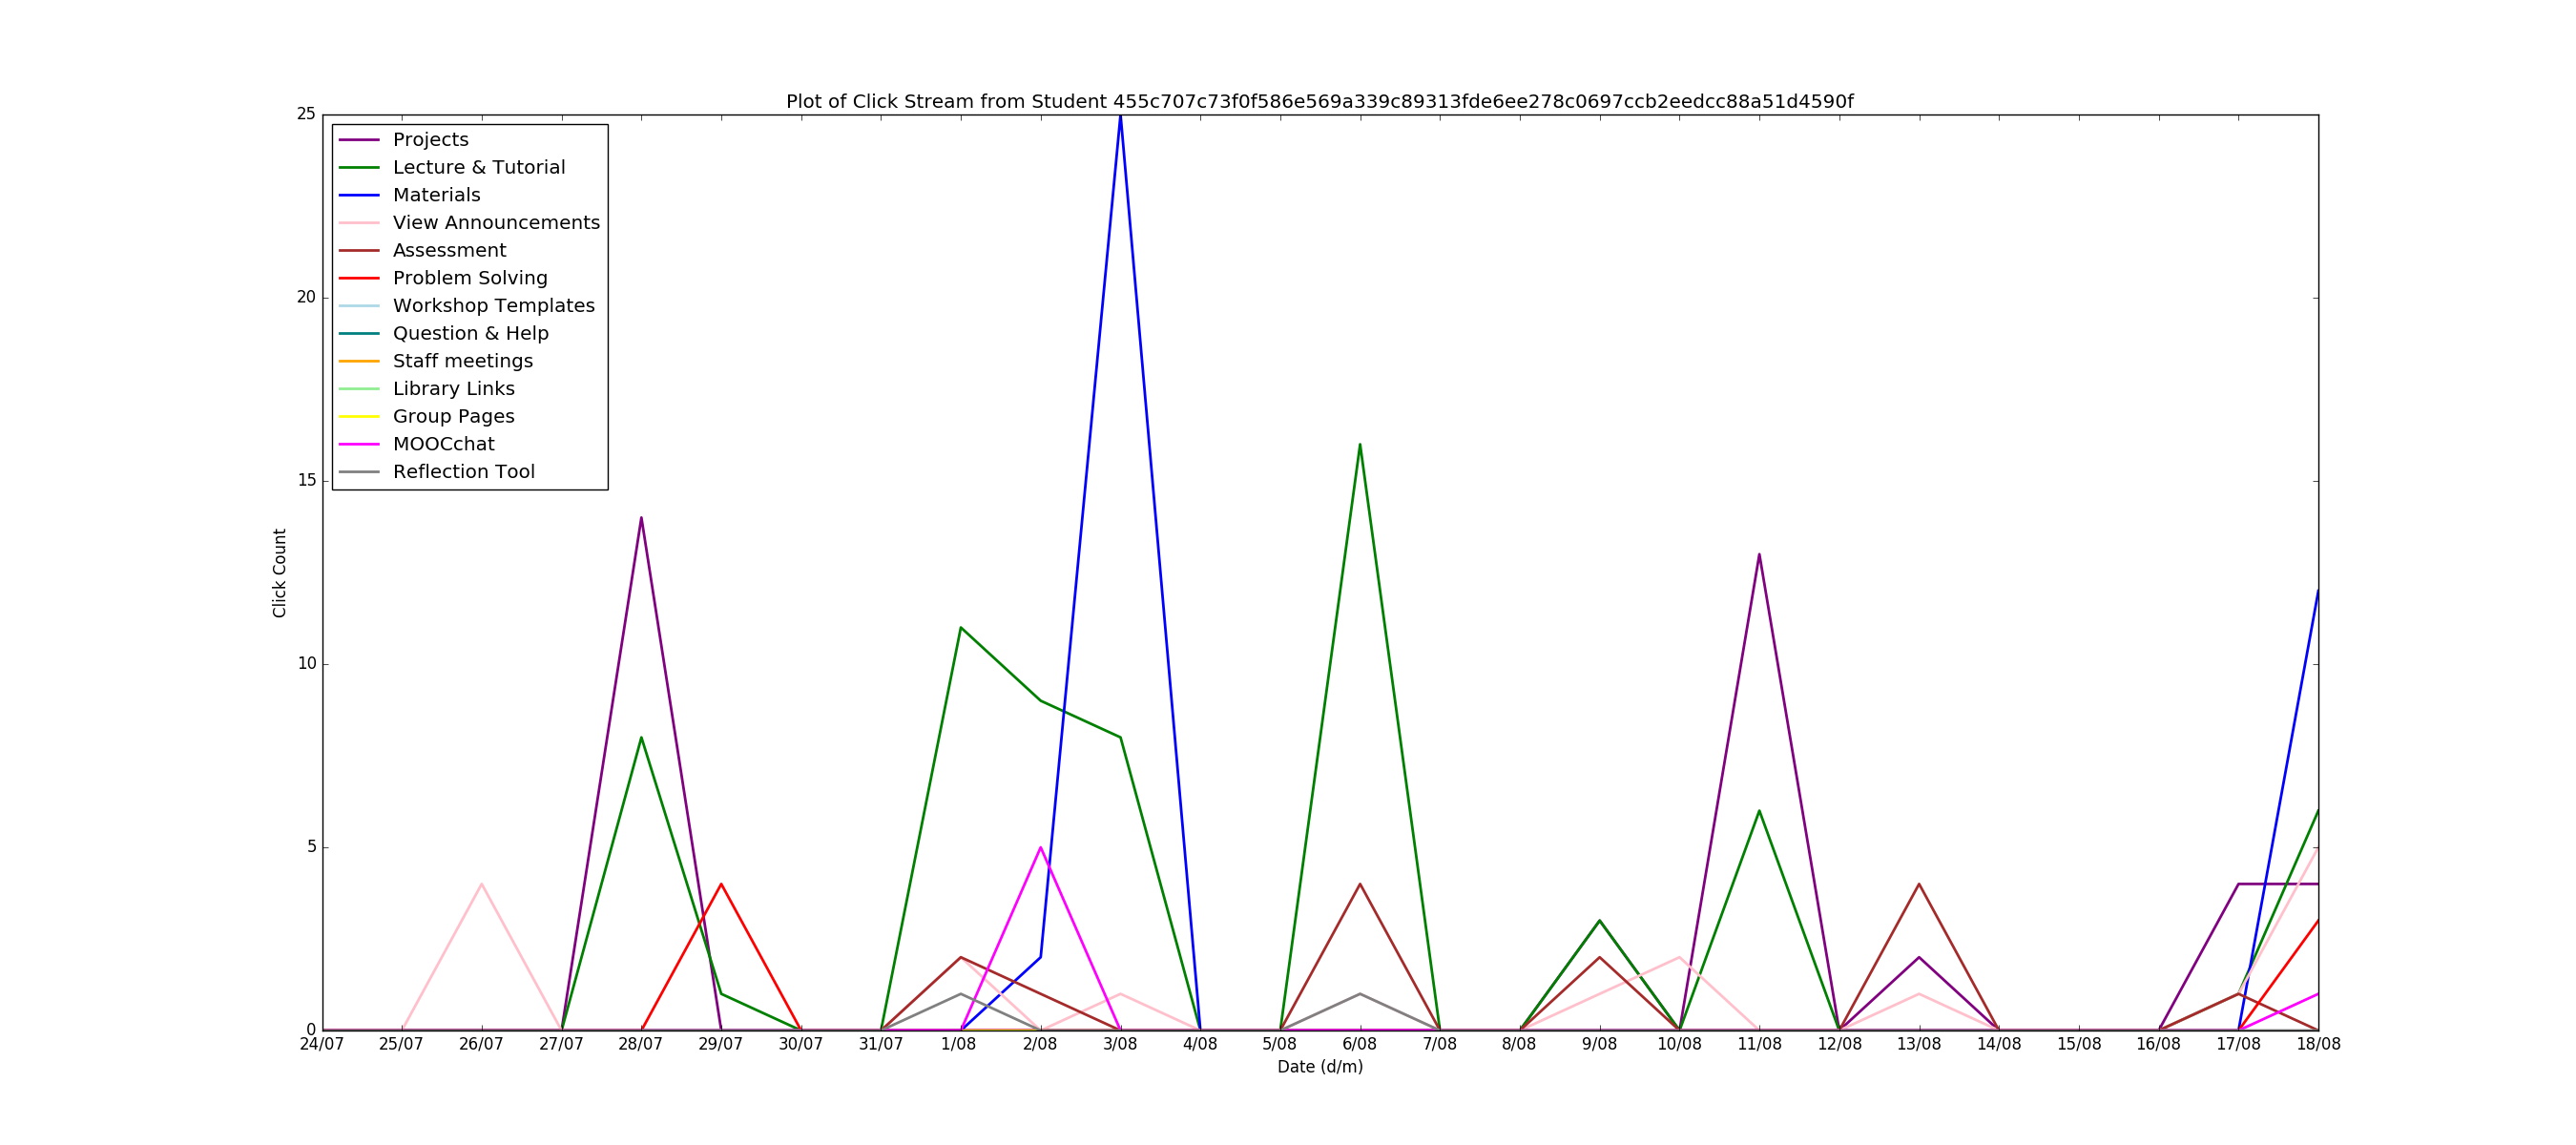 Plot of Click Stream from Student 455c707c73f0f586e569a339c89313fde6ee278c0697ccb2eedcc88a51d4590f
25
20
15
10
5
0
Click Count
Projects
Lecture & Tutorial
Materials
View Announcements
Assessment
Problem Solving
Workshop Templates
Question & Help
Staff meetings
Library Links
Group Pages
MOOCchat
Reflection Tool
24/07 25/07 26/07 27/07 28/07 29/07 30/07 31/07 1/08 2/08 3/08 4/08 5/08 6/08 7/08 8/08 9/08 10/08 11/08 12/08 13/08 14/08 15/08 16/08 17/08 18/08
Date (d/m)